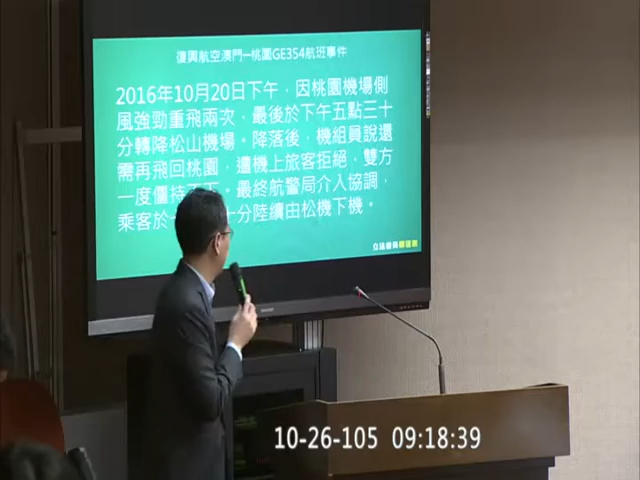 復興航空澳門─桃園GE354航班事件
2016年10月20日下午，因桃園機場側
風強勁重飛兩次，最後於下午五點三十
分轉降松山機場。降落後，機組員說還
需再飛回桃園，遭機上旅客拒絕，雙方
一度僵持不下。最終航警局介入協調，
乘客於十分陸續由松機下機。
立法委員
10-26-105 09:18:39